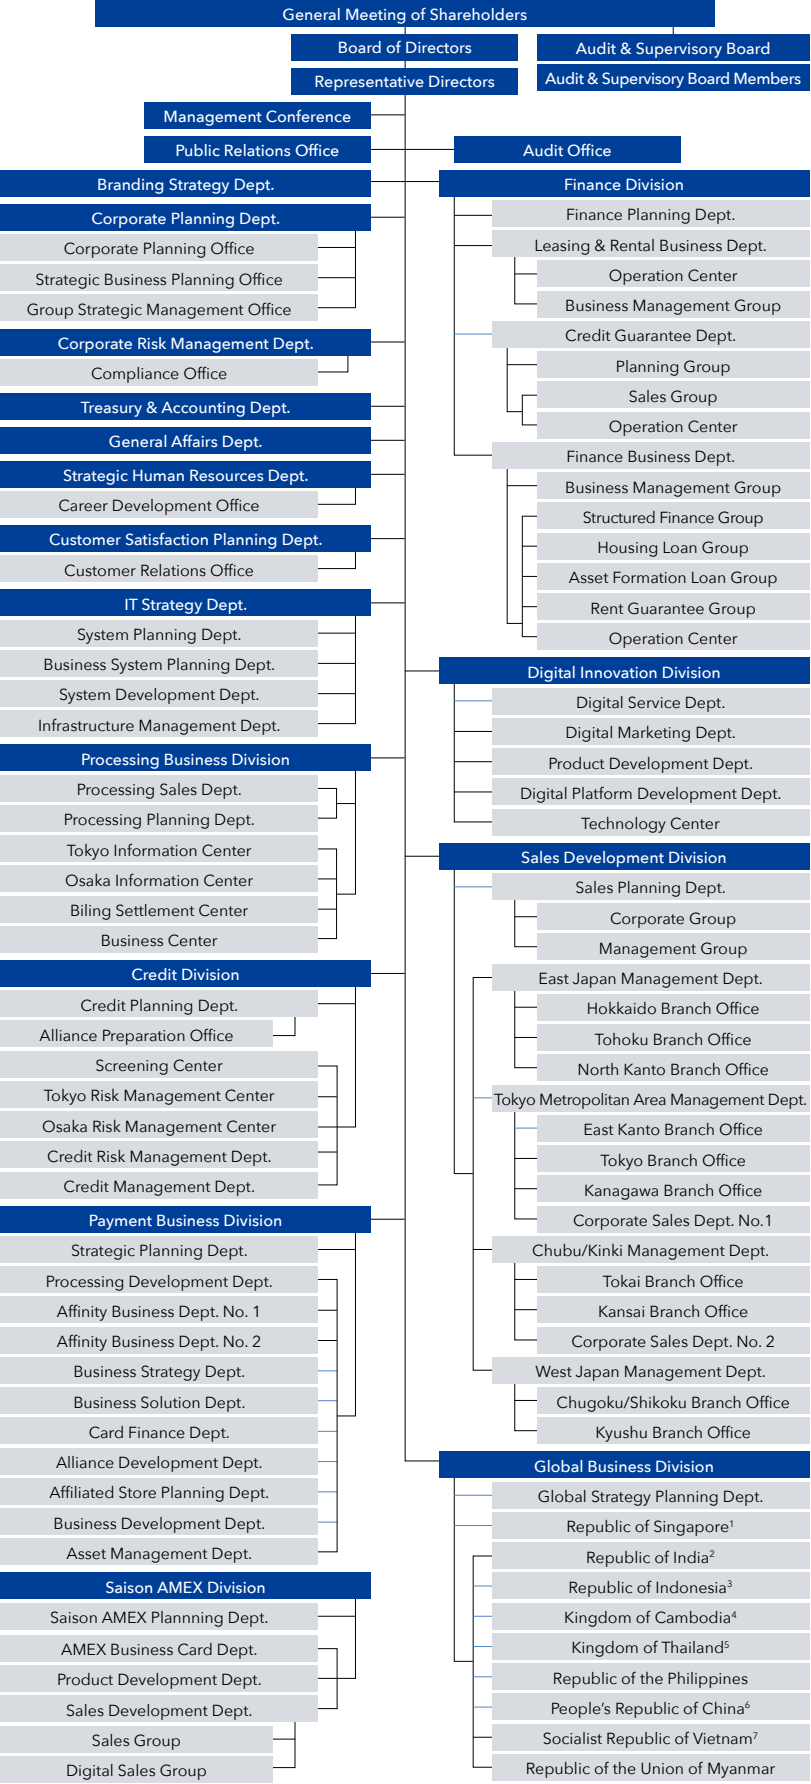 General Meeting of Shareholders
Board of Directors
Audit & Supervisory Board
Representative Directors
Audit & Supervisory Board Members
Management Conference
Public Relations Office
Audit Office
Branding Strategy Dept.
Corporate Planning Dept.
Corporate Planning Office
Strategic Business Planning Office
Group Strategic Management Office
Corporate Risk Management Dept.
Compliance Office
Treasury & Accounting Dept.
General Affairs Dept.
Strategic Human Resources Dept.
Career Development Office
Customer Satisfaction Planning Dept.
Customer Relations Office
IT Strategy Dept.
System Planning Dept.
Business System Planning Dept.
System Development Dept.
Infrastructure Management Dept.
Processing Business Division
Processing Sales Dept.
Processing Planning Dept.
Tokyo Information Center
Osaka Information Center
Biling Settlement Center
Business Center
Credit Division
Credit Planning Dept.
Alliance Preparation Office
Screening Center
Tokyo Risk Management Center
Osaka Risk Management Center
Credit Risk Management Dept.
Credit Management Dept.
Payment Business Division
Strategic Planning Dept.
Processing Development Dept.
Affinity Business Dept. No. 1
Affinity Business Dept. No. 2
Business Strategy Dept.
Business Solution Dept.
Card Finance Dept.
Alliance Development Dept.
Affiliated Store Planning Dept.
Business Development Dept.
Asset Management Dept.
Saison AMEX Division
Saison AMEX Plannning Dept.
AMEX Business Card Dept.
Product Development Dept.
Sales Development Dept.
Sales Group
Digital Sales Group
Finance Division
Finance Planning Dept.
Leasing & Rental Business Dept.
Operation Center
Business Management Group
Credit Guarantee Dept.
Planning Group
Sales Group
Operation Center
Finance Business Dept.
Business Management Group
Structured Finance Group
Housing Loan Group
Asset Formation Loan Group
Rent Guarantee Group
Operation Center
Digital Innovation Division
Digital Service Dept.
Digital Marketing Dept.
Product Development Dept.
Digital Platform Development Dept.
Technology Center
Sales Development Division
Sales Planning Dept.
Corporate Group
Management Group
East Japan Management Dept.
Hokkaido Branch Office
Tohoku Branch Office
North Kanto Branch Office
Tokyo Metropolitan Area Management Dept.
East Kanto Branch Office
Tokyo Branch Office
Kanagawa Branch Office
Corporate Sales Dept. No.1
Chubu/Kinki Management Dept.
Tokai Branch Office
Kansai Branch Office
Corporate Sales Dept. No. 2
West Japan Management Dept.
Chugoku/Shikoku Branch Office
Kyushu Branch Office
Global Business Division
Global Strategy Planning Dept.
Republic of Singapore¹
Republic of India²
Republic of Indonesia³
Kingdom of Cambodia⁴
Kingdom of Thailand⁵
Republic of the Philippines
People’s Republic of China⁶
Socialist Republic of Vietnam⁷
Republic of the Union of Myanmar